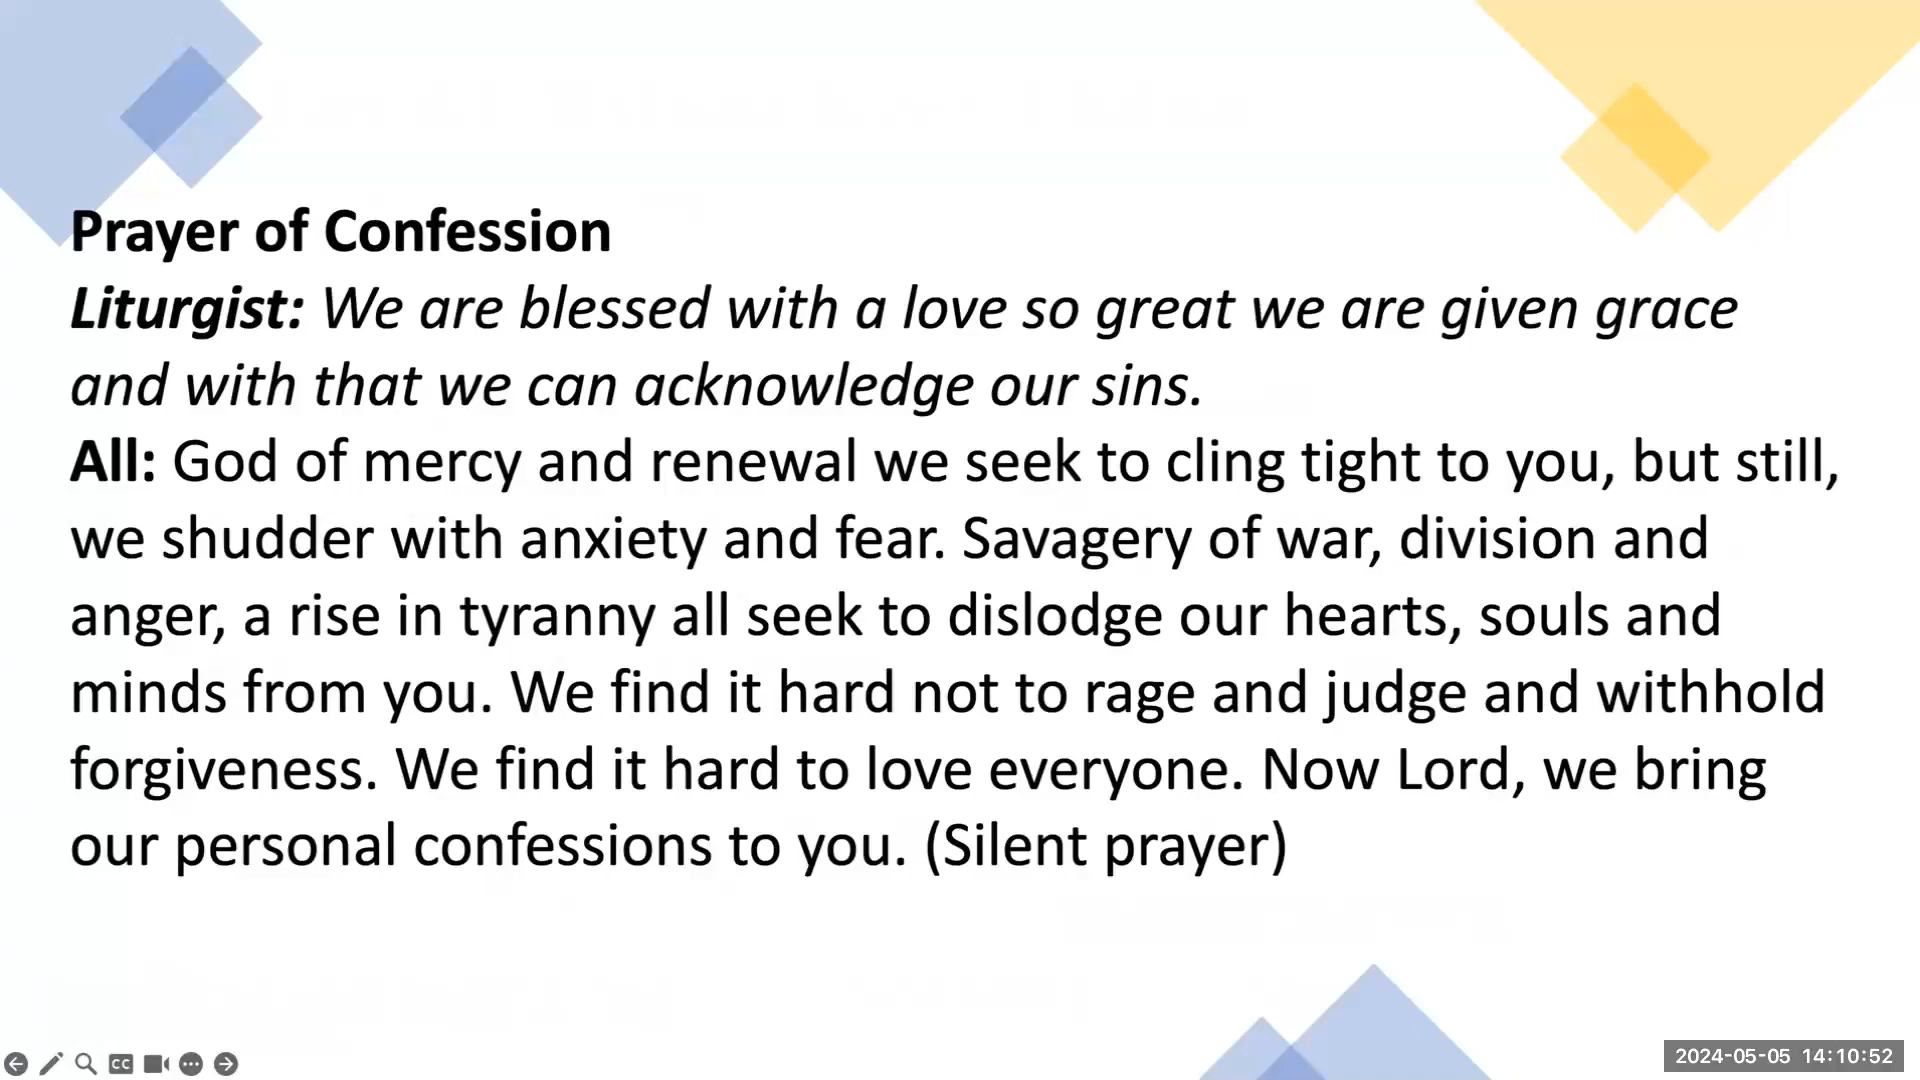 Prayer of Confession
Liturgist: We are blessed with a love so great we are given grace
and with that we can acknowledge our sins.
All: God of mercy and renewal we seek to cling tight to you, but still,
we shudder with anxiety and fear. Savagery of war, division and
anger, a rise in tyranny all seek to dislodge our hearts, souls and
minds from you. We find it hard not to rage and judge and withhold
forgiveness. We find it hard to love everyone. Now Lord, we bring
our personal confessions to you. (Silent prayer)
CC
2024-05-05 14:10:52